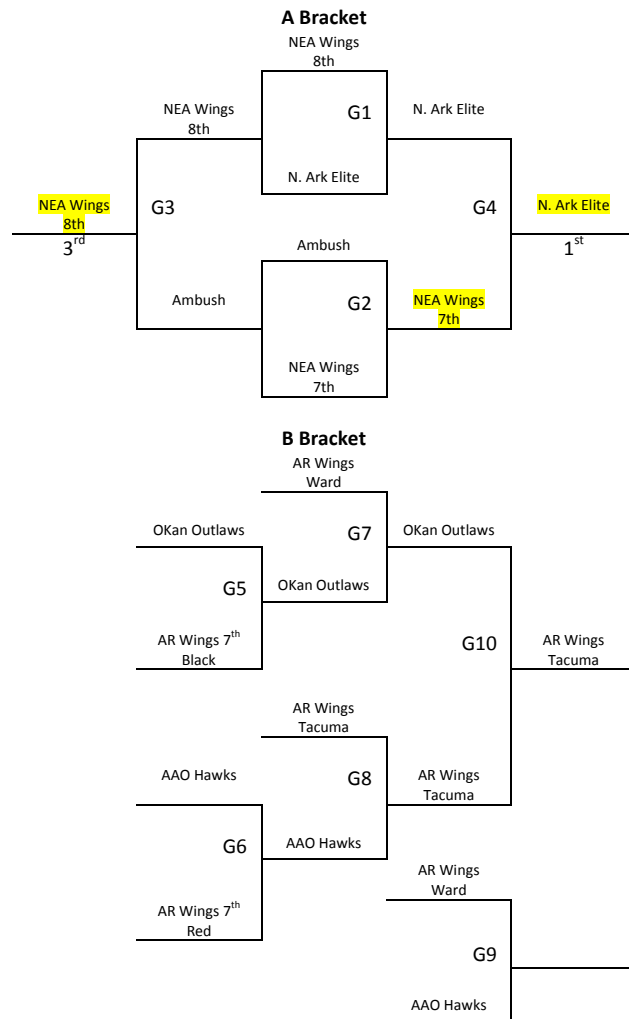 A Bracket
NEA Wings
8th
NEA Wings
8th
G1
N. Ark Elite
N. Ark Elite
NEA Wings
8th
3rd
G3
G4
N. Ark Elite
1st
Ambush
Ambush
G2
NEA Wings
7th
NEA Wings
7th
B Bracket
AR Wings
Ward
OKan Outlaws
G7
OKan Outlaws
G5
OKan Outlaws
AR Wings 7th
Black
G10
AR Wings
Tacuma
AR Wings
Tacuma
AAO Hawks
G8
AR Wings
Tacuma
G6
AAO Hawks
AR Wings
Ward
AR Wings 7th
Red
G9
AAO Hawks